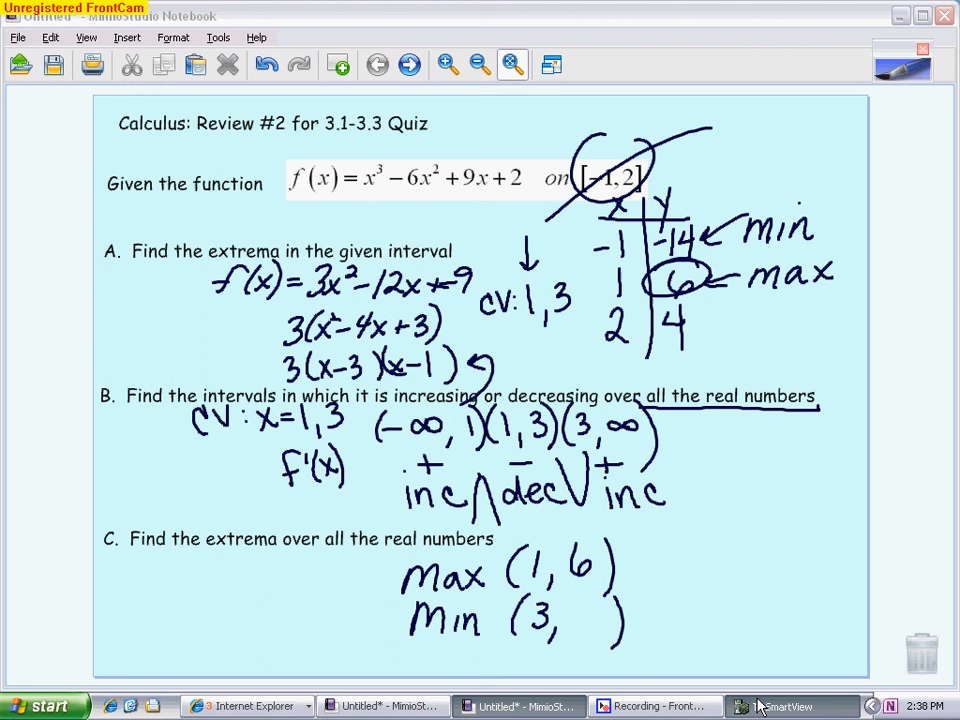 Unregistered FrontCam
Untitled* - MimioStudio Notebook
File Edit View Insert Format Tools Help
Calculus: Review #2 for 3.1-3.3 Quiz
Given the function f(x) = x³ − 6x² + 9x + 2 on [−1, 2]
x y
-1 -14 ← min
1 6 ← max
2 4
A. Find the extrema in the given interval
f'(x) = 3x² - 12x + 9
CV: 1, 3
3(x² - 4x + 3)
3(x - 3)(x - 1)
B. Find the intervals in which it is increasing or decreasing over all the real numbers
CV: x = 1, 3 (-∞, 1)(1, 3)(3, ∞)
f'(x) + - +
inc dec inc
C. Find the extrema over all the real numbers
max (1, 6)
min (3, )
start
3 Internet Explorer
Untitled* - MimioSt...
Untitled* - MimioSt...
Recording - Front...
SmartView
2:38 PM